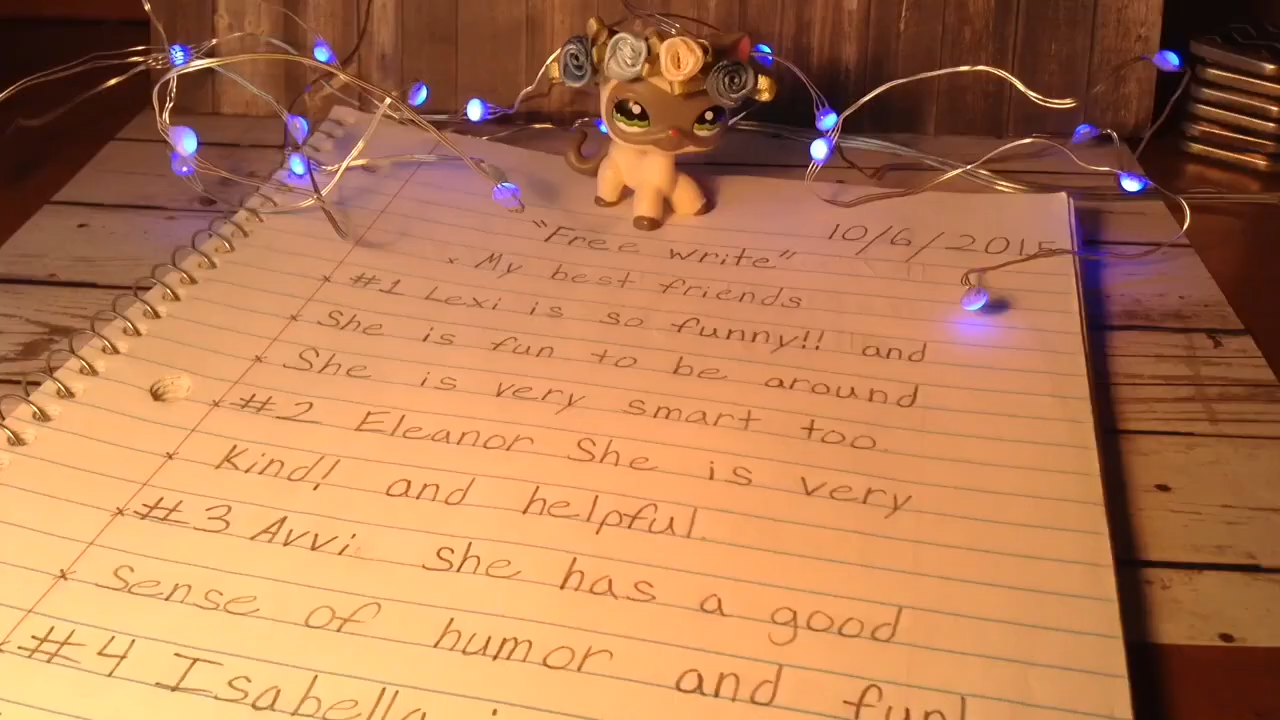 10/6/2015
"Free write"
x My best friends
x #1 Lexi is so funny!! and
x She is fun to be around
x She is very smart too.
x #2 Eleanor She is very
x Kind! and helpful.
x #3 Avvi. she has a good
x Sense of humor and fun!
#4 Isabella